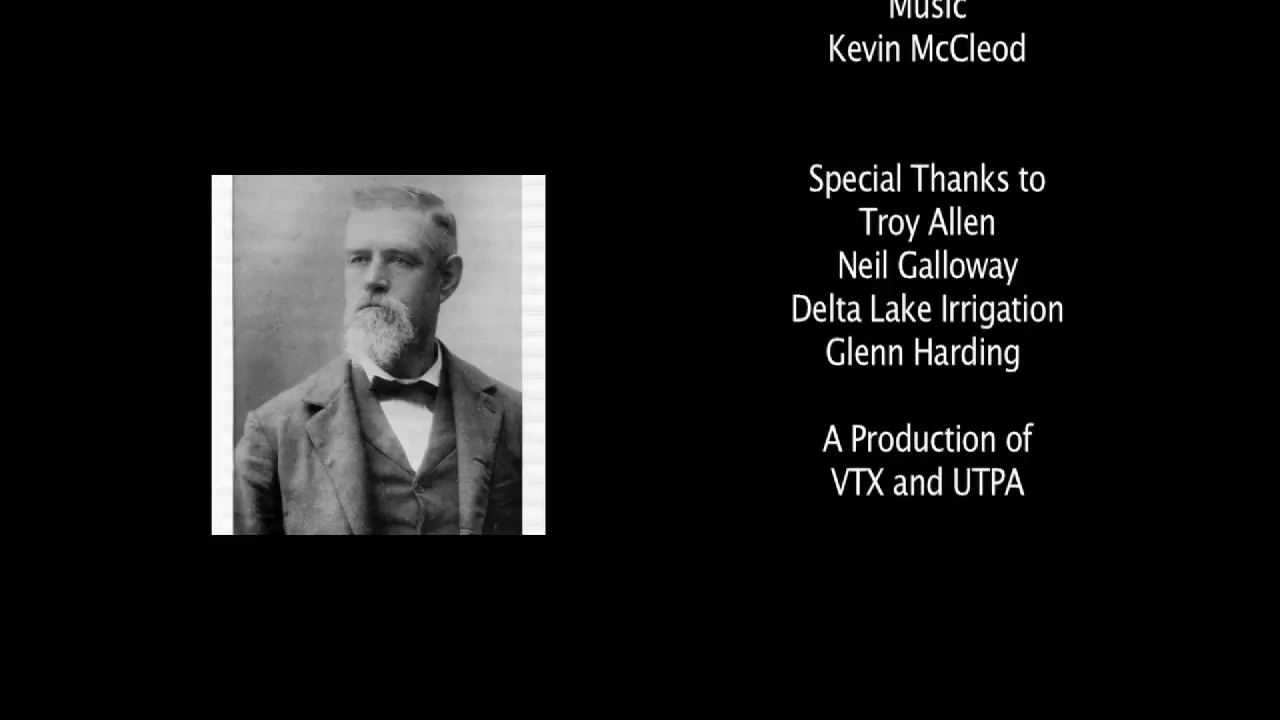 Music
Kevin McCleod
Special Thanks to
Troy Allen
Neil Galloway
Delta Lake Irrigation
Glenn Harding
A Production of
VTX and UTPA